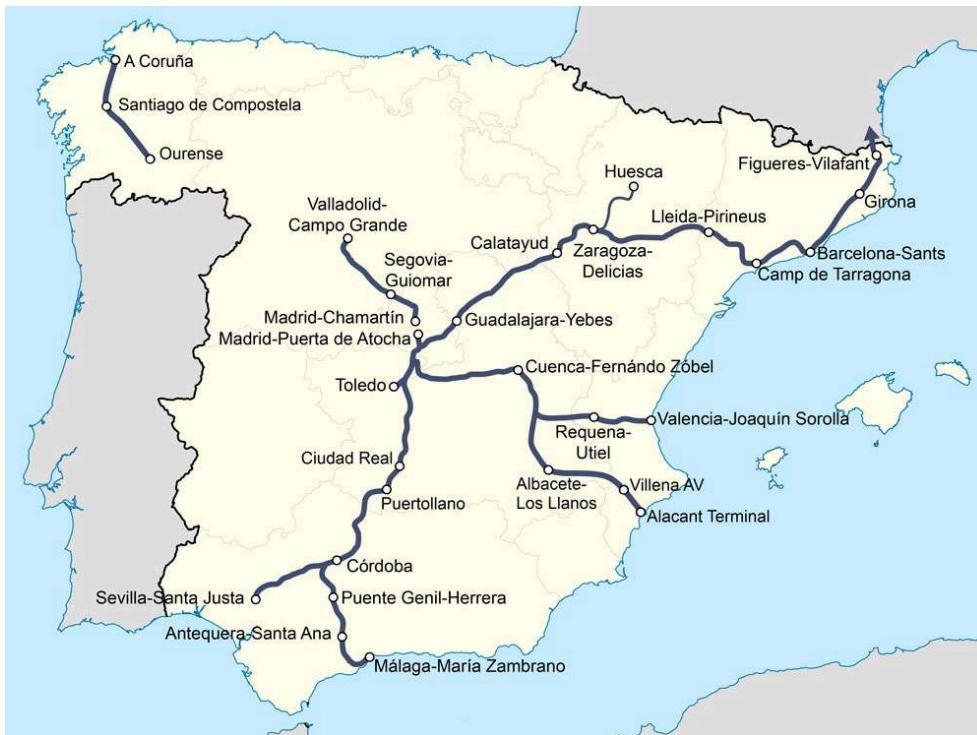 A Coruña
Santiago de Compostela
Ourense
Huesca
Figueres-Vilafant
Girona
Valladolid-
Campo Grande
Lleida-Pirineus
Calatayud
Zaragoza-
Delicias
Barcelona-Sants
Camp de Tarragona
Segovia-
Guiomar
Madrid-Chamartín
Guadalajara-Yebes
Madrid-Puerta de Atocha
Cuenca-Fernándo Zóbel
Toledo
Valencia-Joaquín Sorolla
Requena-
Utiel
Ciudad Real
Albacete-
Los Llanos
Villena AV
Puertollano
Alacant Terminal
Córdoba
Sevilla-Santa Justa
Puente Genil-Herrera
Antequera-Santa Ana
Málaga-María Zambrano